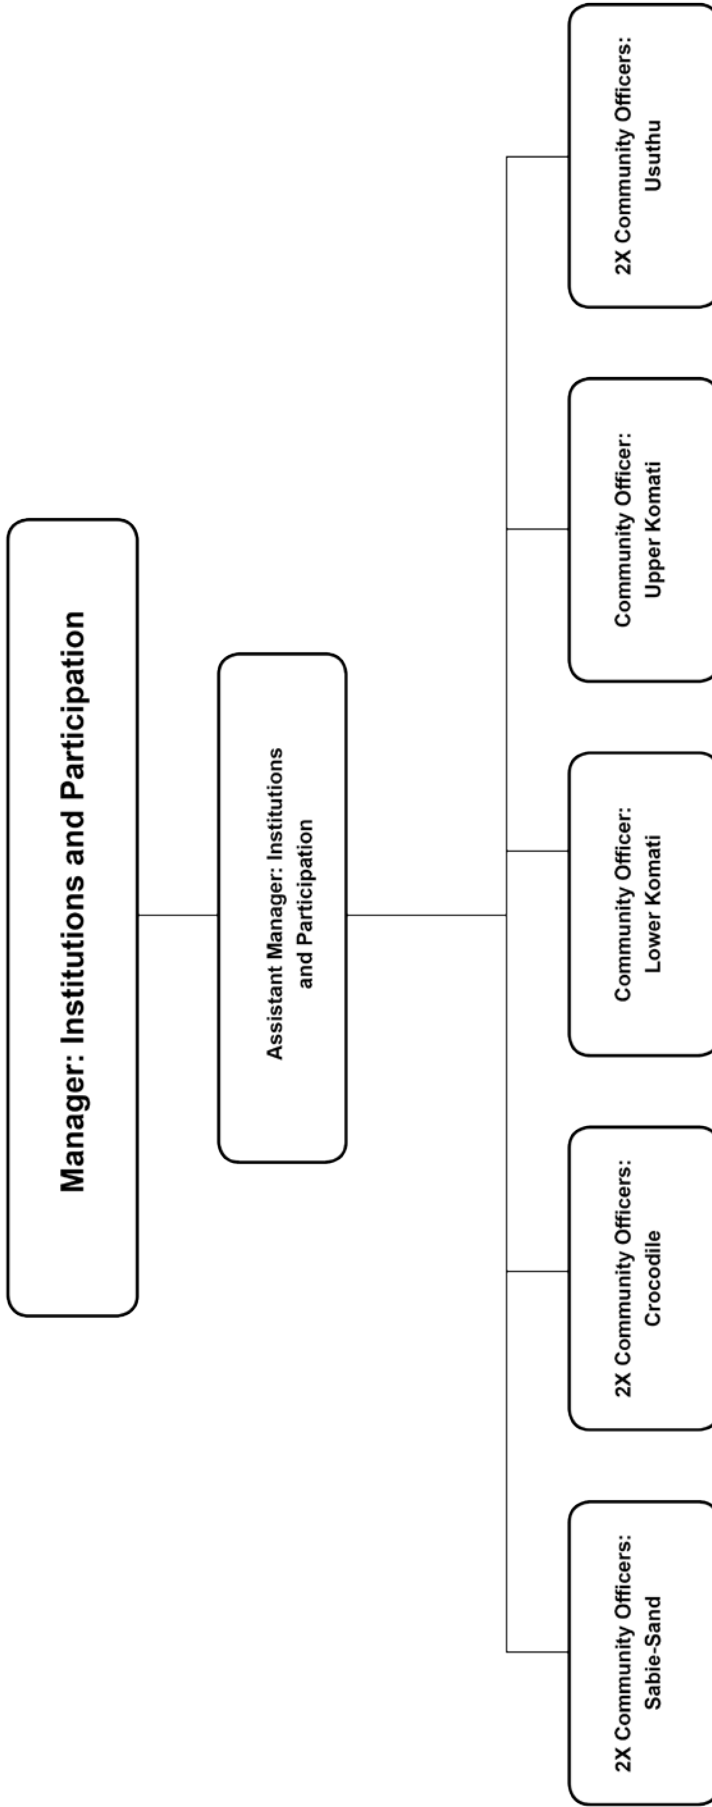 Manager: Institutions and Participation
Assistant Manager: Institutions
and Participation
2X Community Officers:
Sabie-Sand
2X Community Officers:
Crocodile
Community Officer:
Lower Komati
Community Officer:
Upper Komati
2X Community Officers:
Usuthu